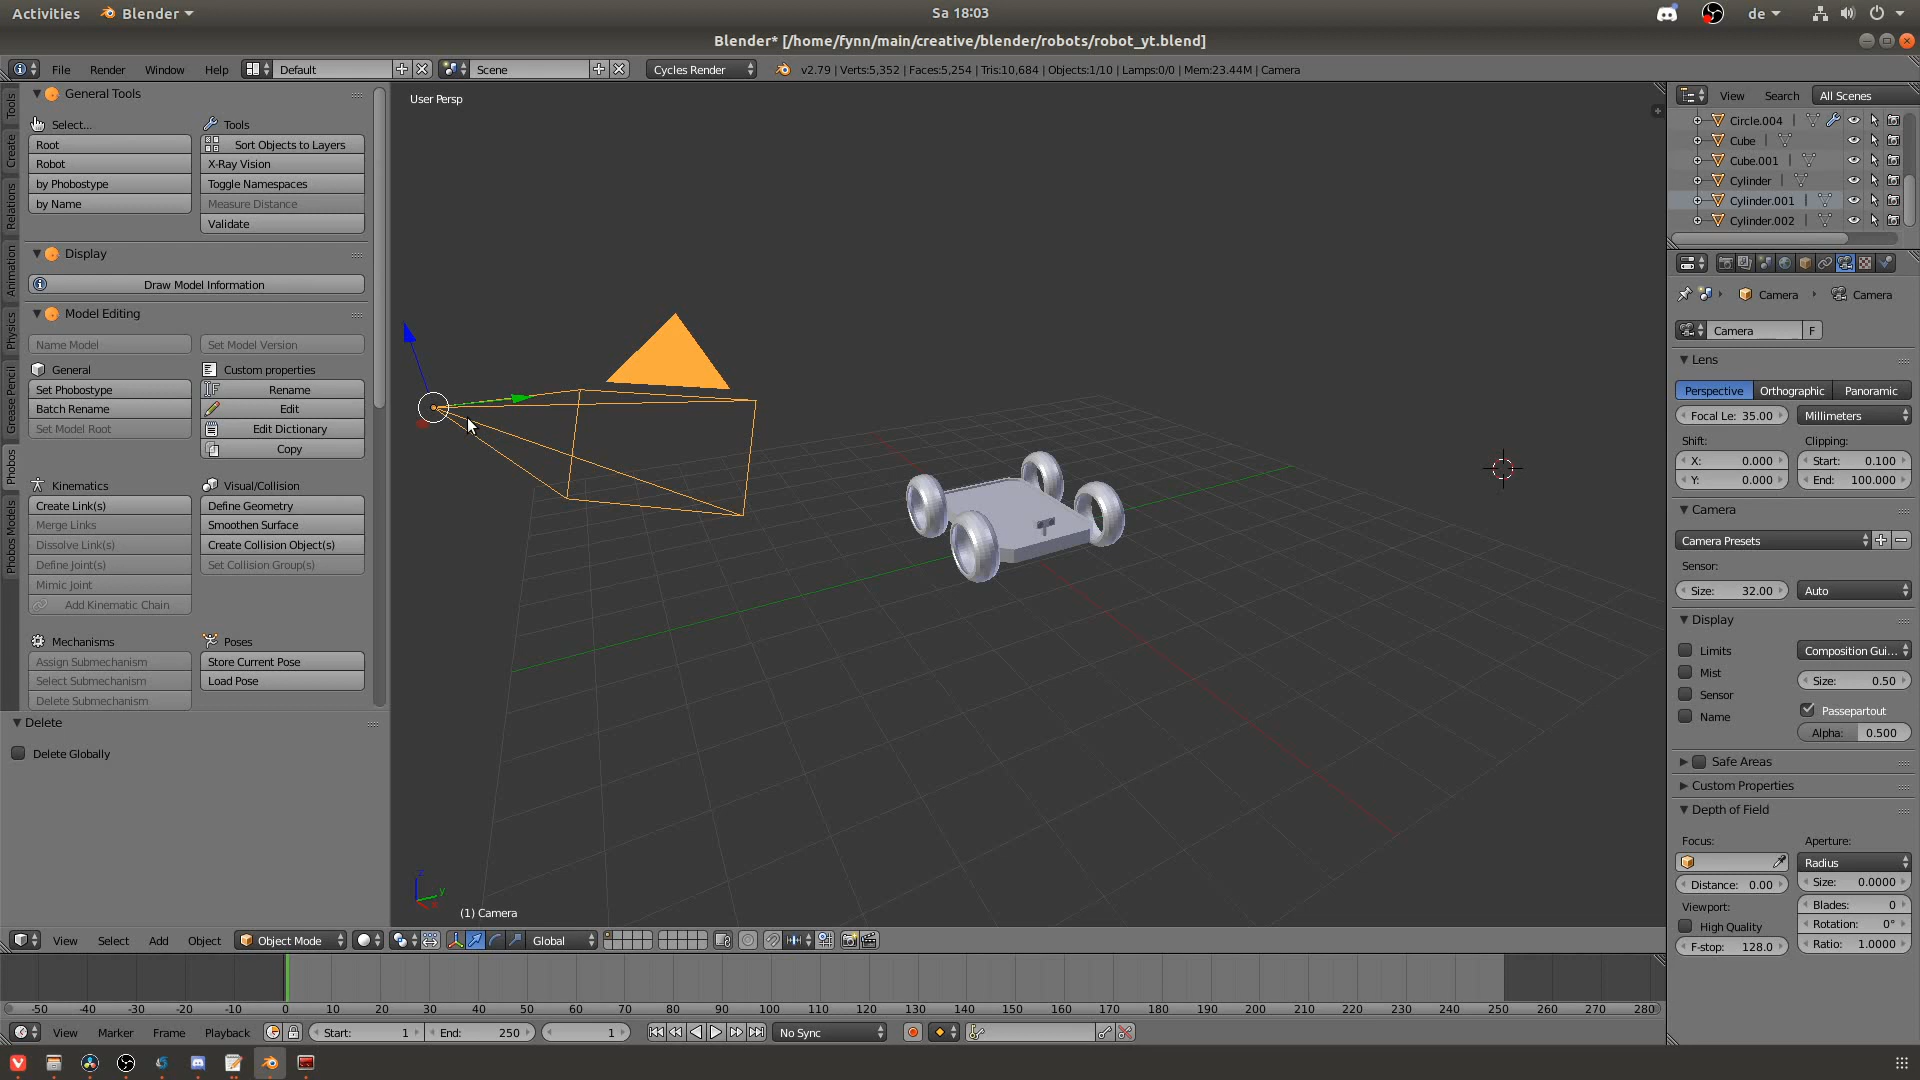 Activities Blender Sa 18:03 de
Blender* [/home/fynn/main/creative/blender/robots/robot_yt.blend]
File Render Window Help Default Scene Cycles Render v2.79 | Verts:5,352 | Faces:5,254 | Tris:10,684 | Objects:1/10 | Lamps:0/0 | Mem:23.44M | Camera
Tools
Create
Relations
Animation
Physics
Grease Pencil
Phobos
Phobos Models
General Tools
Select... Tools
Root Sort Objects to Layers
Robot X-Ray Vision
by Phobostype Toggle Namespaces
by Name Measure Distance
Validate
Display
Draw Model Information
Model Editing
Name Model Set Model Version
General Custom properties
Set Phobostype Rename
Batch Rename Edit
Set Model Root Edit Dictionary
Copy
Kinematics Visual/Collision
Create Link(s) Define Geometry
Merge Links Smoothen Surface
Dissolve Link(s) Create Collision Object(s)
Define Joint(s) Set Collision Group(s)
Mimic Joint
Add Kinematic Chain
Mechanisms Poses
Assign Submechanism Store Current Pose
Select Submechanism Load Pose
Delete Submechanism
Delete
Delete Globally
User Persp
z
y
(1) Camera
View Select Add Object Object Mode Global
View Search All Scenes
Circle.004
Cube
Cube.001
Cylinder
Cylinder.001
Cylinder.002
Camera Camera
Camera F
Lens
Perspective Orthographic Panoramic
Focal Le: 35.00 Millimeters
Shift: Clipping:
X: 0.000 Start: 0.100
Y: 0.000 End: 100.000
Camera
Camera Presets
Sensor:
Size: 32.00 Auto
Display
Limits Composition Gui...
Mist Size: 0.50
Sensor
Name Passepartout
Alpha: 0.500
Safe Areas
Custom Properties
Depth of Field
Focus: Aperture:
Radius
Distance: 0.00 Size: 0.0000
Viewport: Blades: 0
High Quality Rotation: 0°
F-stop: 128.0 Ratio: 1.0000
-50 -40 -30 -20 -10 0 10 20 30 40 50 60 70 80 90 100 110 120 130 140 150 160 170 180 190 200 210 220 230 240 250 260 270 280
View Marker Frame Playback Start: 1 End: 250 1 No Sync